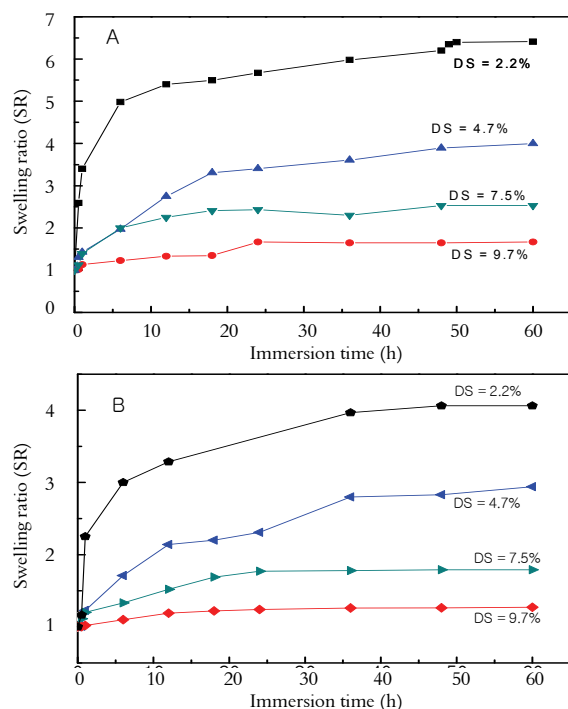 A
7
6
5
4
3
2
1
0
Swelling ratio (SR)
DS = 2.2%
DS = 4.7%
DS = 7.5%
DS = 9.7%
0 10 20 30 40 50 60
Immersion time (h)
B
4
3
2
1
Swelling ratio (SR)
DS = 2.2%
DS = 4.7%
DS = 7.5%
DS = 9.7%
0 10 20 30 40 50 60
Immersion time (h)